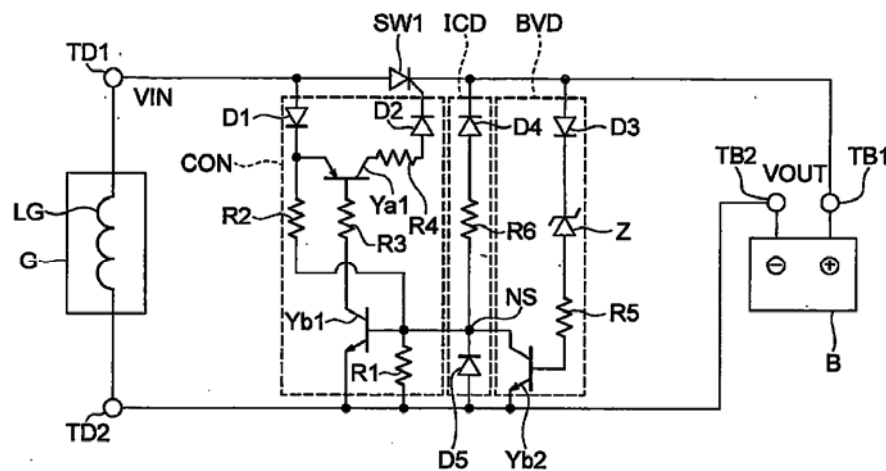 SW1 ICD BVD
TD1
VIN
D1 D2 D4 D3
CON
TB2 VOUT TB1
Ya1
R4
LG
R2 R3 R6 Z
G
⊖ ⊕
NS
Yb1 R5
B
R1
TD2
D5 Yb2